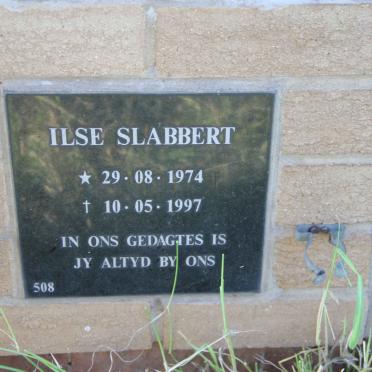 ILSE SLABBERT
★ 29 · 08 · 1974
† 10 · 05 · 1997
IN ONS GEDAGTES IS
JY ALTYD BY ONS
508